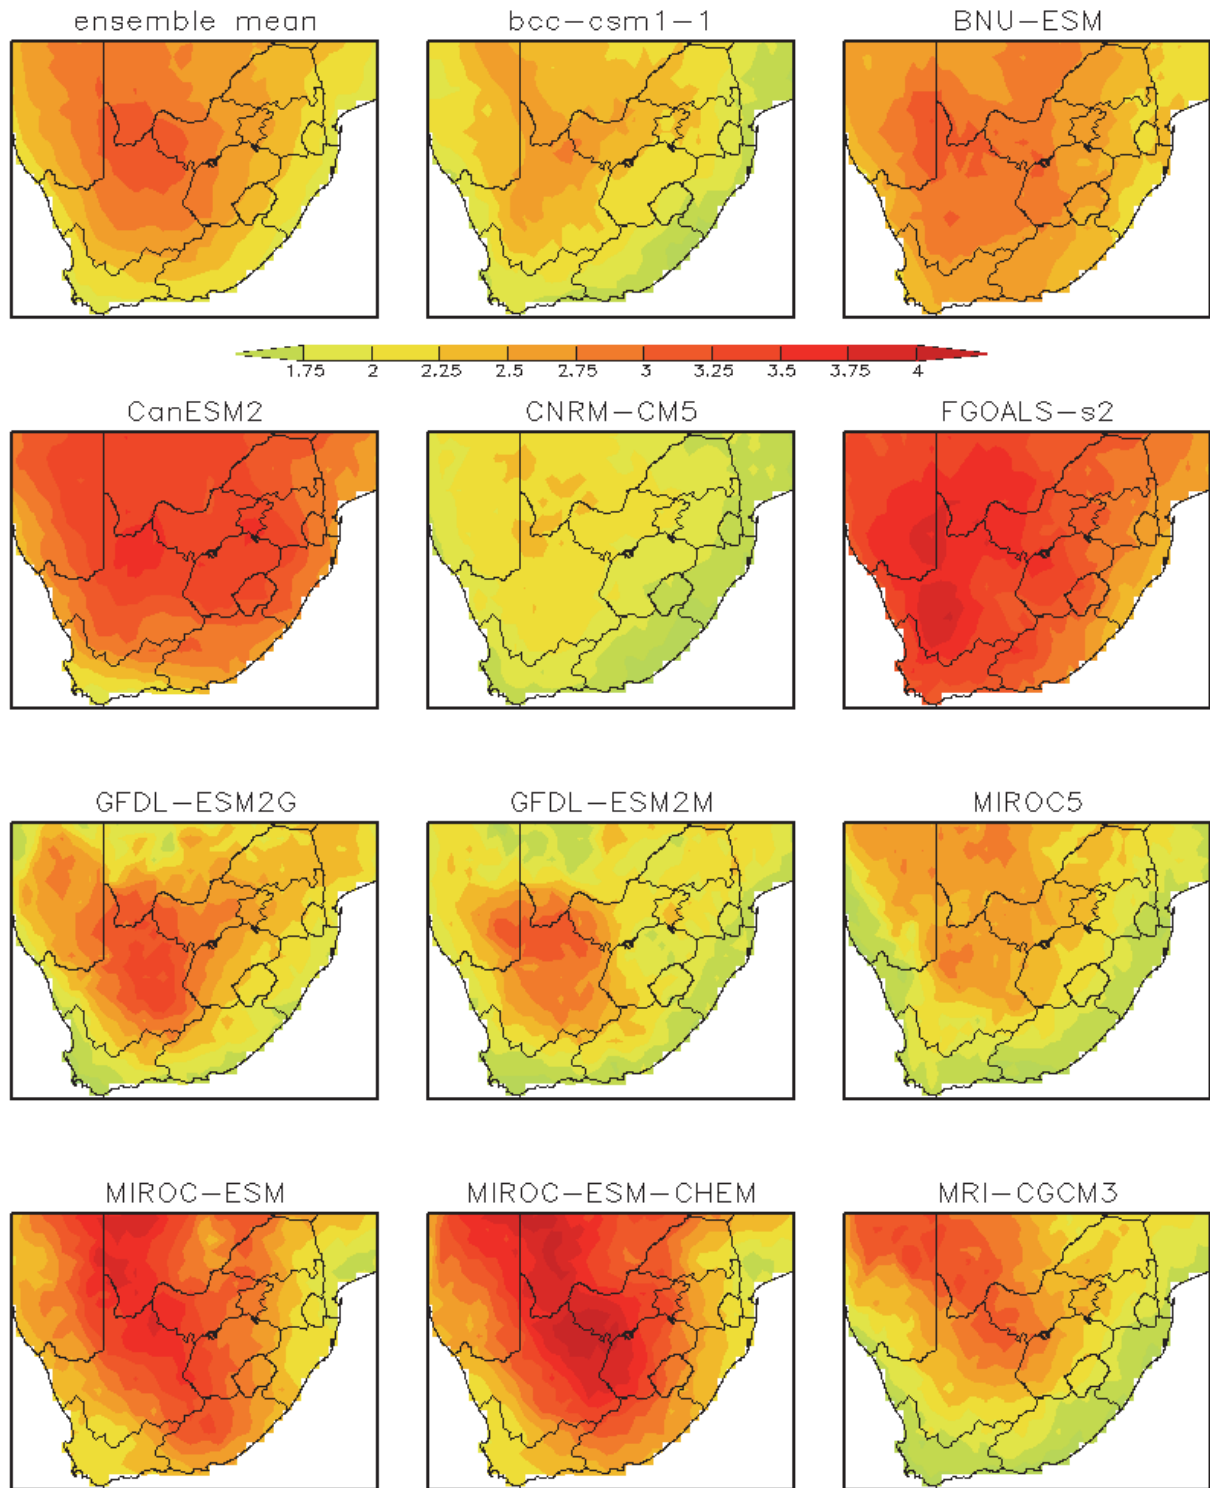 ensemble mean bcc-csm1-1 BNU-ESM
1.75 2 2.25 2.5 2.75 3 3.25 3.5 3.75 4
CanESM2 CNRM-CM5 FGOALS-s2
GFDL-ESM2G GFDL-ESM2M MIROC5
MIROC-ESM MIROC-ESM-CHEM MRI-CGCM3